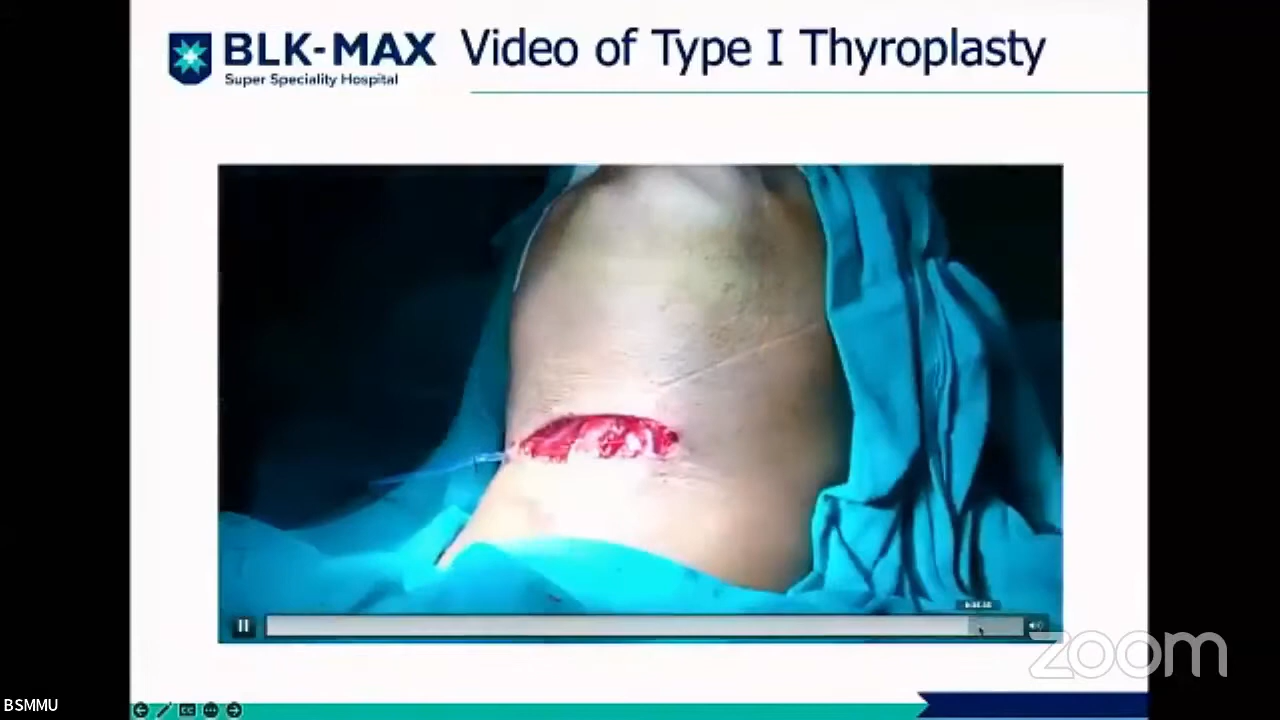 BLK-MAX
Super Speciality Hospital
Video of Type I Thyroplasty
zoom
BSMMU